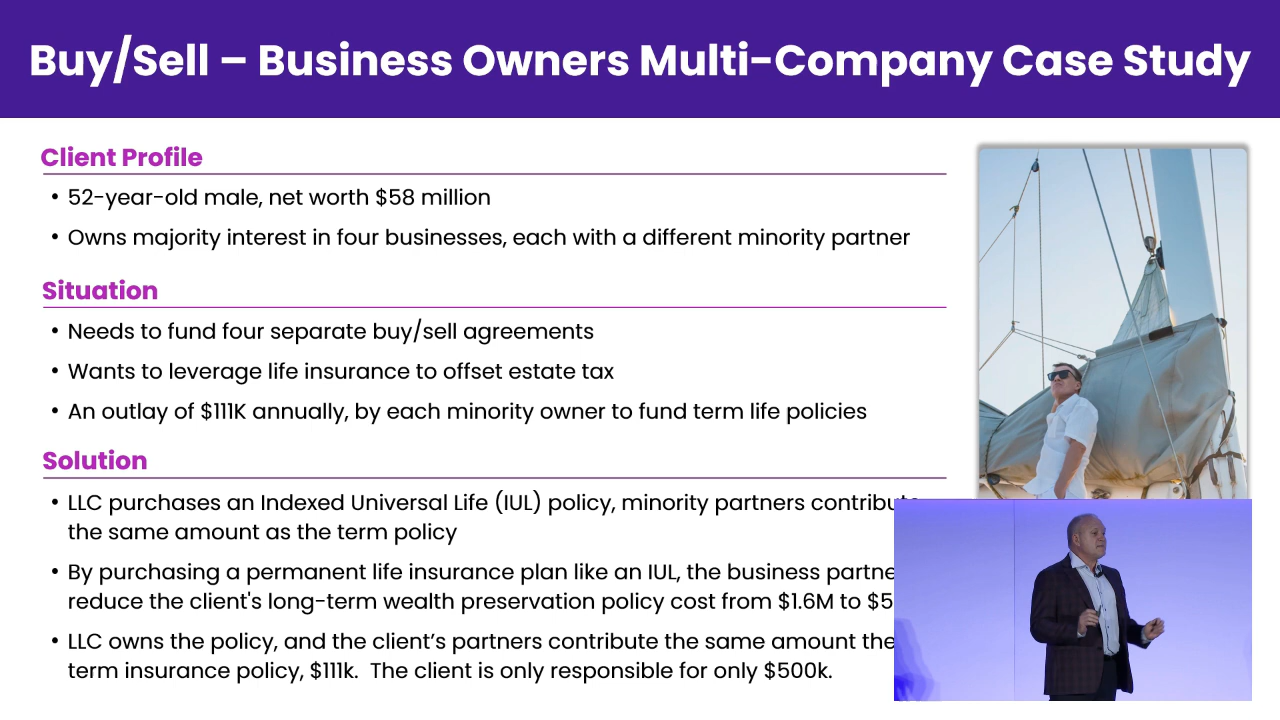 Buy/Sell – Business Owners Multi-Company Case Study
Client Profile
• 52-year-old male, net worth $58 million
• Owns majority interest in four businesses, each with a different minority partner
Situation
• Needs to fund four separate buy/sell agreements
• Wants to leverage life insurance to offset estate tax
• An outlay of $111K annually, by each minority owner to fund term life policies
Solution
• LLC purchases an Indexed Universal Life (IUL) policy, minority partners contribute
the same amount as the term policy
• By purchasing a permanent life insurance plan like an IUL, the business
reduce the client's long-term wealth preservation policy cost from $1.6M to
• LLC owns the policy, and the client’s partners contribute the same amount
term insurance policy, $111k. The client is only responsible for only $500k.